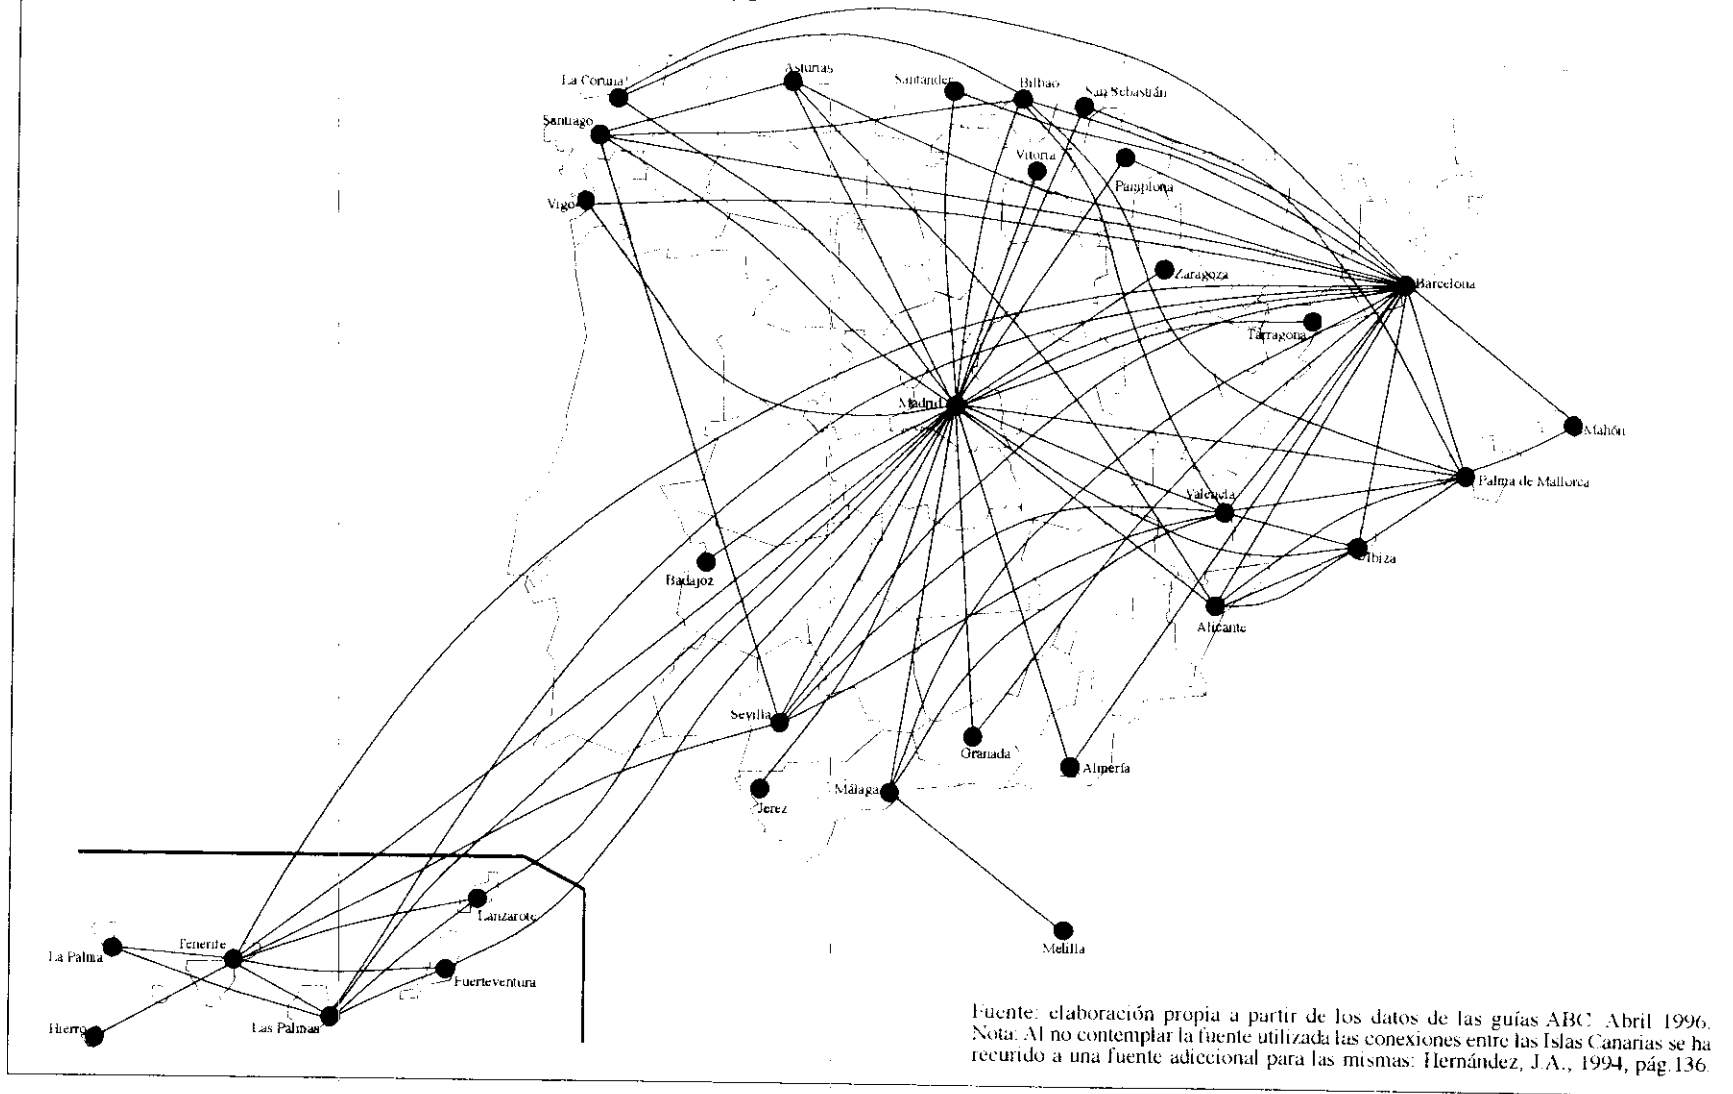 La Coruña
Asturias
Santander
Bilbao
San Sebastián
Santiago
Vitoria
Pamplona
Vigo
Zaragoza
Barcelona
Tarragona
Madrid
Mahón
Palma de Mallorca
Valencia
Ibiza
Badajoz
Alicante
Sevilla
Granada
Almería
Málaga
Jerez
Lanzarote
Melilla
Tenerife
La Palma
Fuerteventura
Las Palmas
Hierro
Fuente: elaboración propia a partir de los datos de las guías ABC. Abril 1996.
Nota: Al no contemplar la fuente utilizada las conexiones entre las Islas Canarias se ha
recurido a una fuente adiccional para las mismas: Hernández, J.A., 1994, pág.136.